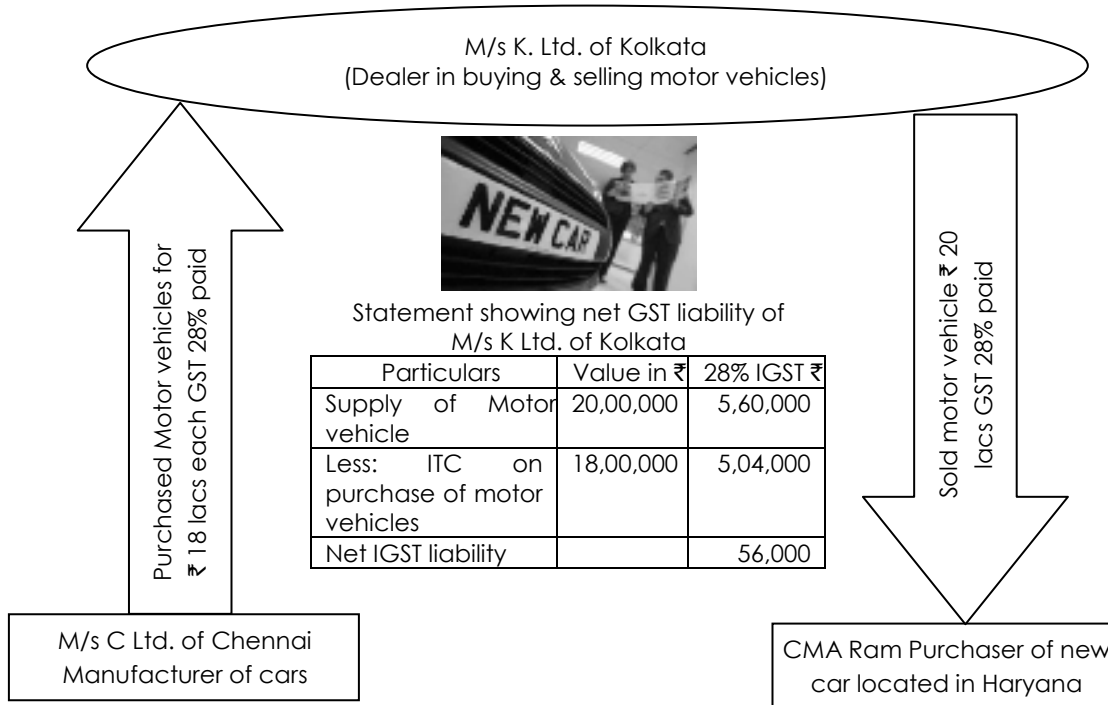 M/s K. Ltd. of Kolkata
(Dealer in buying & selling motor vehicles)
NEW CAR
Purchased Motor vehicles for
₹ 18 lacs each GST 28% paid
Statement showing net GST liability of
M/s K Ltd. of Kolkata
Particulars Value in ₹ 28% IGST ₹
Supply of Motor 20,00,000 5,60,000
vehicle
Less: ITC on 18,00,000 5,04,000
purchase of motor
vehicles
Net IGST liability 56,000
Sold motor vehicle ₹ 20
lacs GST 28% paid
M/s C Ltd. of Chennai
Manufacturer of cars
CMA Ram Purchaser of new
car located in Haryana